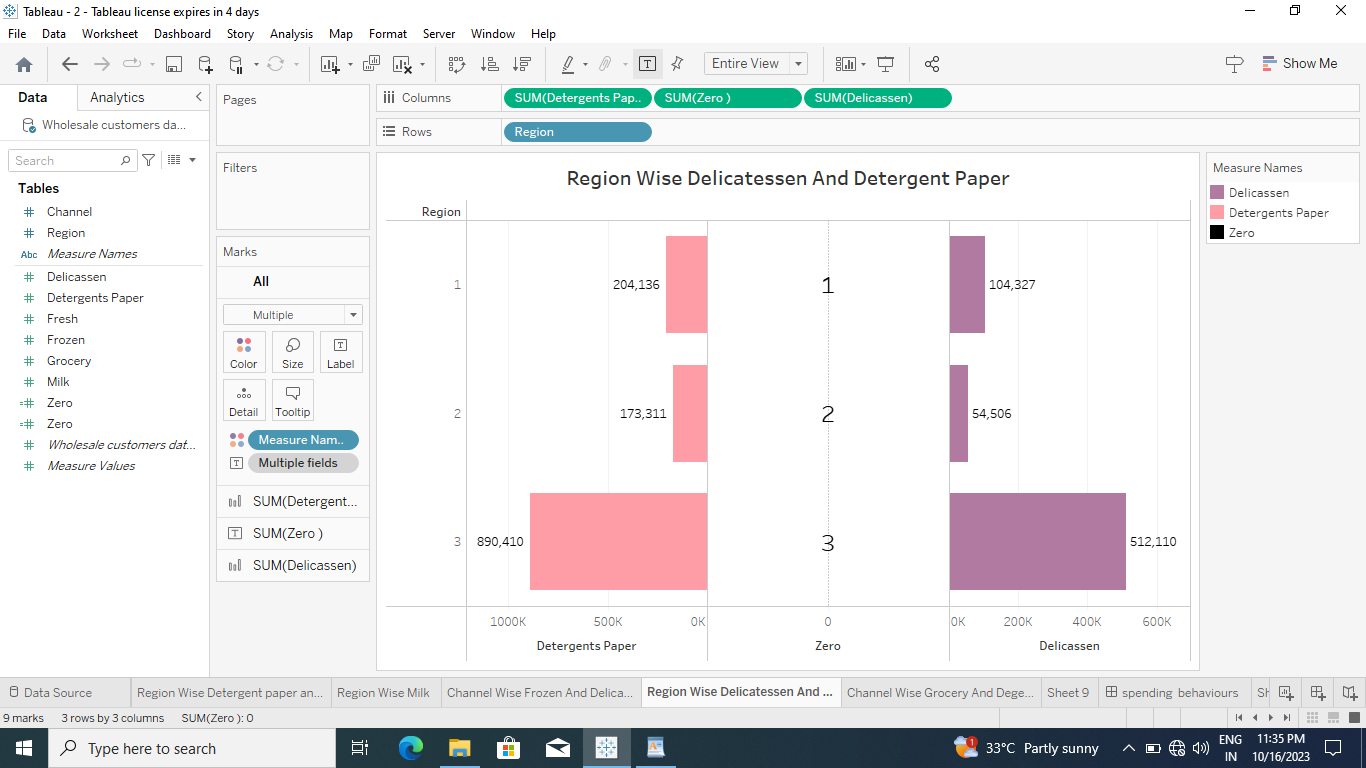 Tableau - 2 - Tableau license expires in 4 days
File Data Worksheet Dashboard Story Analysis Map Format Server Window Help
Entire View
Show Me
Data Analytics
Wholesale customers da...
Search
Tables
Channel
Region
Abc Measure Names
Delicassen
Detergents Paper
Fresh
Frozen
Grocery
Milk
Zero
Zero
Wholesale customers dat...
Measure Values
Pages
Filters
Marks
All
Multiple
Color Size Label
Detail Tooltip
Measure Nam..
Multiple fields
SUM(Detergent...
SUM(Zero )
SUM(Delicassen)
Columns SUM(Detergents Pap.. SUM(Zero ) SUM(Delicassen)
Rows Region
Region Wise Delicatessen And Detergent Paper
Region
1 204,136 1 104,327
2 173,311 2 54,506
3 890,410 3 512,110
1000K 500K 0K 0 0K 200K 400K 600K
Detergents Paper Zero Delicassen
Measure Names
Delicassen
Detergents Paper
Zero
Data Source Region Wise Detergent paper an... Region Wise Milk Channel Wise Frozen And Delica... Region Wise Delicatessen And ... Channel Wise Grocery And Dege... Sheet 9 spending behaviours Sh
9 marks 3 rows by 3 columns SUM(Zero ): 0
Type here to search
1 33°C Partly sunny
ENG 11:35 PM
IN 10/16/2023